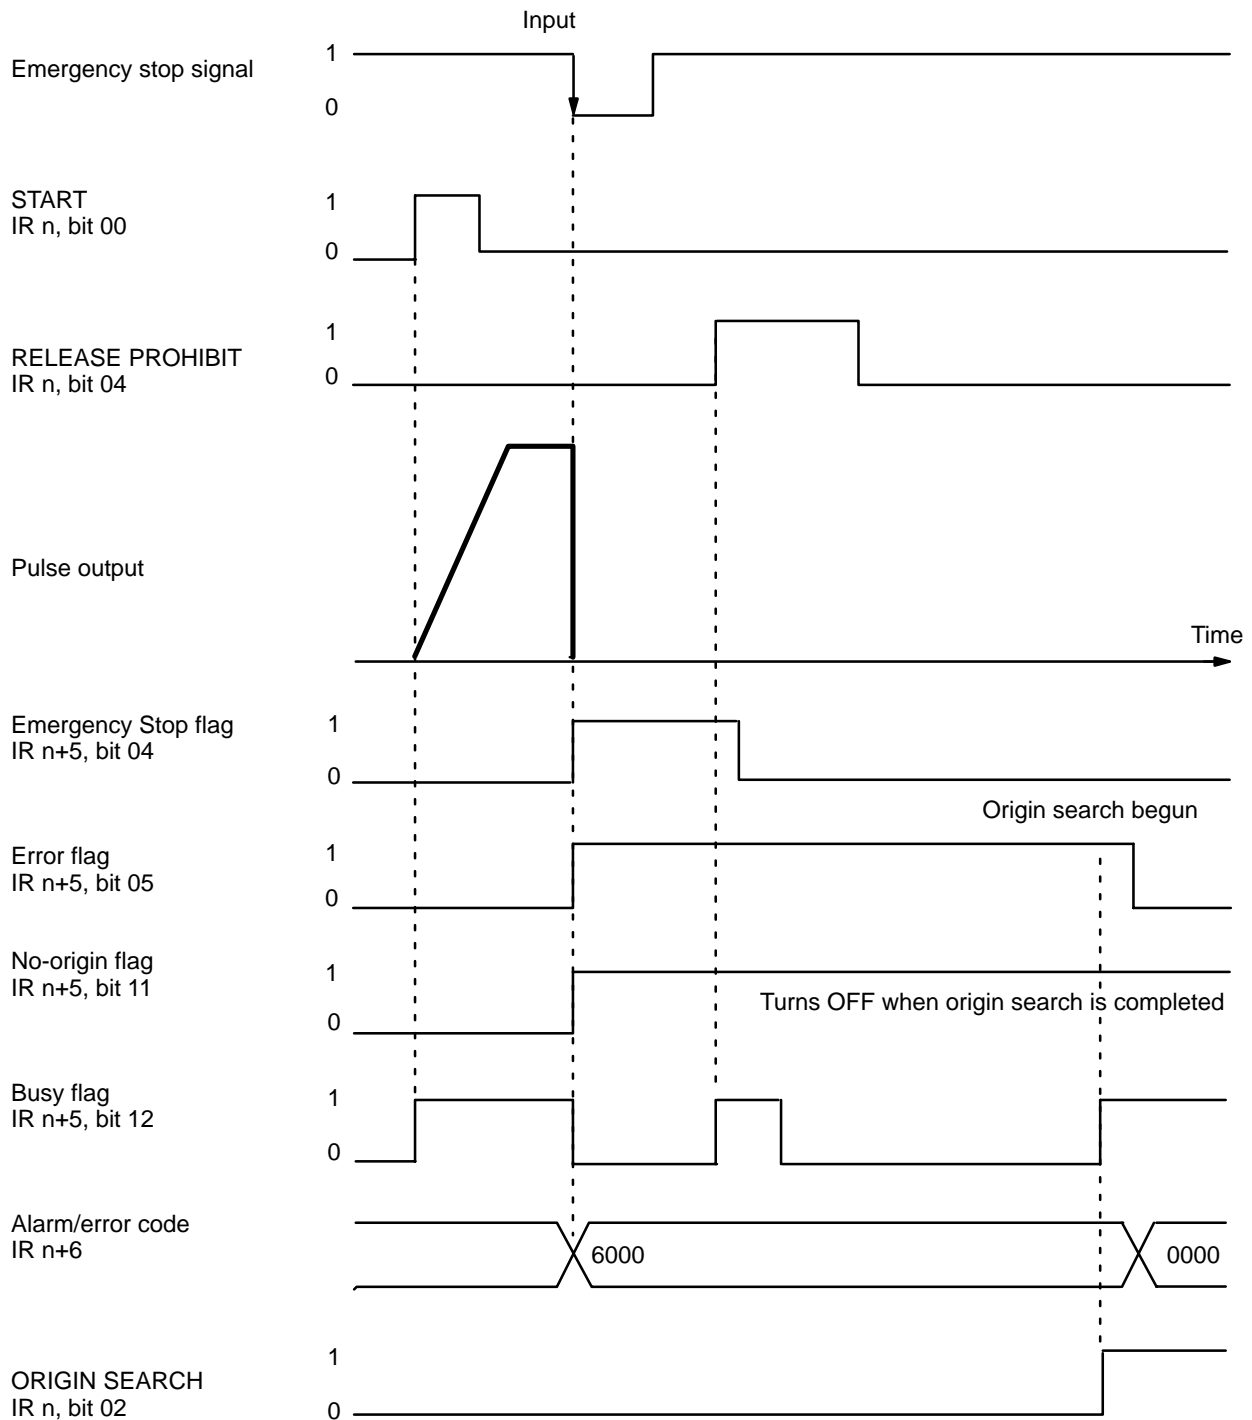 Input
Emergency stop signal
1
0
START
IR n, bit 00
1
0
RELEASE PROHIBIT
IR n, bit 04
1
0
Pulse output
Time
Emergency Stop flag
IR n+5, bit 04
1
0
Origin search begun
Error flag
IR n+5, bit 05
1
0
No-origin flag
IR n+5, bit 11
1
0
Turns OFF when origin search is completed
Busy flag
IR n+5, bit 12
1
0
Alarm/error code
IR n+6
6000
0000
ORIGIN SEARCH
IR n, bit 02
1
0